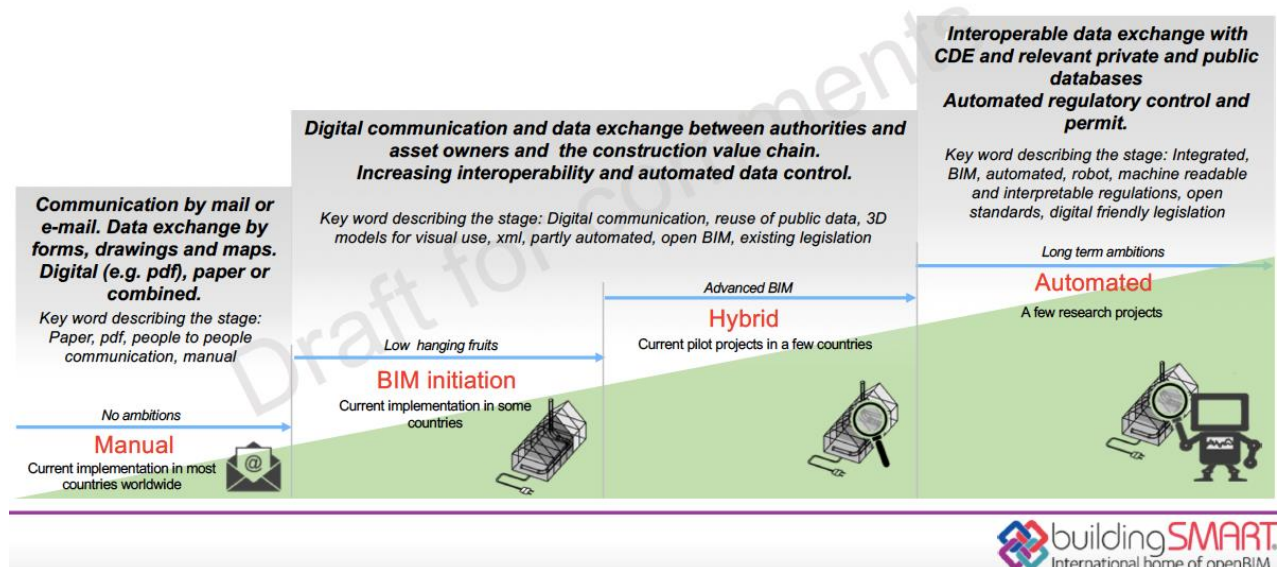 Communication by mail or
e-mail. Data exchange by
forms, drawings and maps.
Digital (e.g. pdf), paper or
combined.
Key word describing the stage:
Paper, pdf, people to people
communication, manual
No ambitions
Manual
Current implementation in most
countries worldwide
@
Digital communication and data exchange between authorities and
asset owners and the construction value chain.
Increasing interoperability and automated data control.
Key word describing the stage: Digital communication, reuse of public data, 3D
models for visual use, xml, partly automated, open BIM, existing legislation
Low hanging fruits
BIM initiation
Current implementation in some
countries
Advanced BIM
Hybrid
Current pilot projects in a few countries
Interoperable data exchange with
CDE and relevant private and public
databases
Automated regulatory control and
permit.
Key word describing the stage: Integrated,
BIM, automated, robot, machine readable
and interpretable regulations, open
standards, digital friendly legislation
Long term ambitions
Automated
A few research projects
Draft for comments
buildingSMART.
International home of openBIM